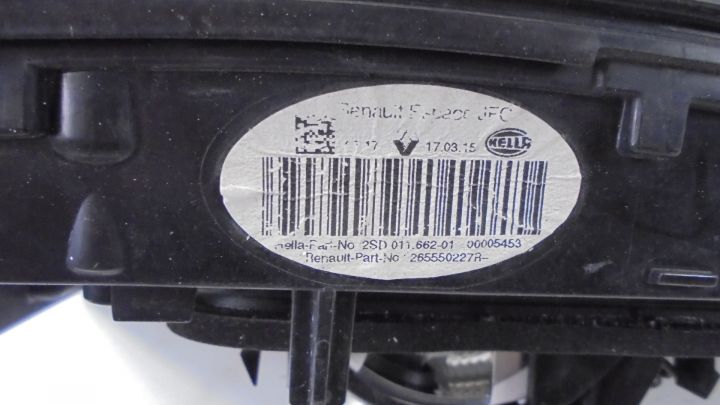 Renault Espace JFC
17 17.03.15 HELLA
Hella-Part-No 2SD 011.662-01 00005453
Renault-Part-No 265550227R-